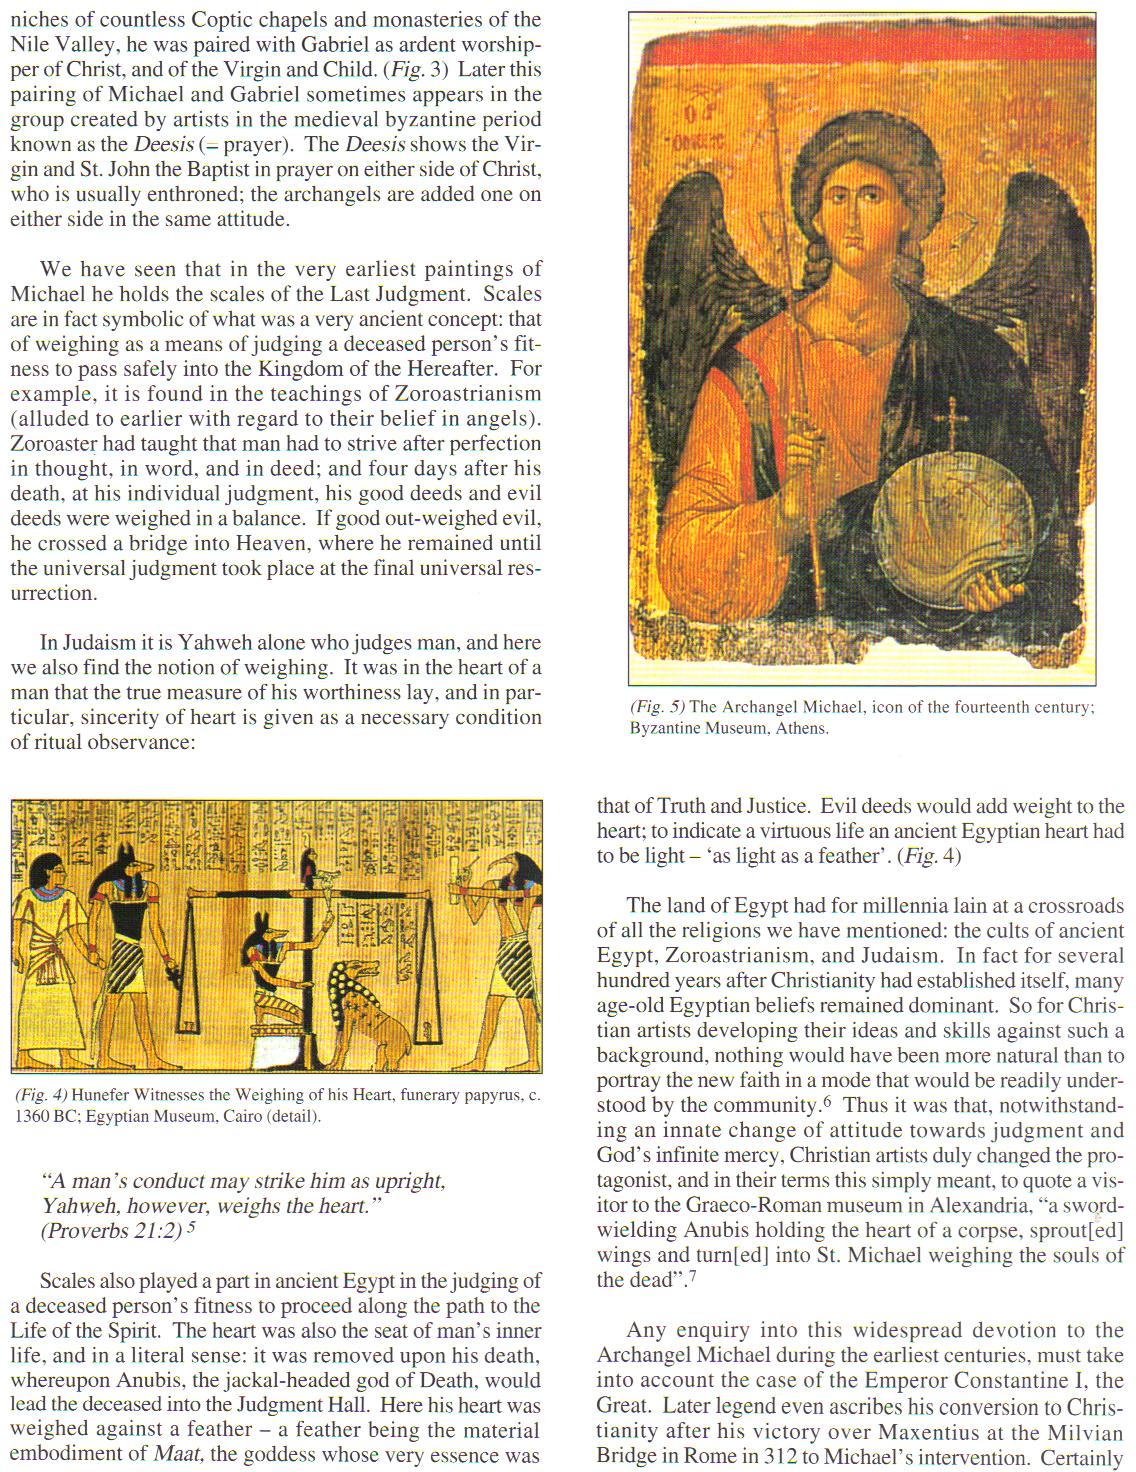 niches of countless Coptic chapels and monasteries of the
Nile Valley, he was paired with Gabriel as ardent worship-
per of Christ, and of the Virgin and Child. (Fig. 3) Later this
pairing of Michael and Gabriel sometimes appears in the
group created by artists in the medieval byzantine period
known as the Deesis (= prayer). The Deesis shows the Vir-
gin and St. John the Baptist in prayer on either side of Christ,
who is usually enthroned; the archangels are added one on
either side in the same attitude.
We have seen that in the very earliest paintings of
Michael he holds the scales of the Last Judgment. Scales
are in fact symbolic of what was a very ancient concept: that
of weighing as a means of judging a deceased person's fit-
ness to pass safely into the Kingdom of the Hereafter. For
example, it is found in the teachings of Zoroastrianism
(alluded to earlier with regard to their belief in angels).
Zoroaster had taught that man had to strive after perfection
in thought, in word, and in deed; and four days after his
death, at his individual judgment, his good deeds and evil
deeds were weighed in a balance. If good out-weighed evil,
he crossed a bridge into Heaven, where he remained until
the universal judgment took place at the final universal res-
urrection.
In Judaism it is Yahweh alone who judges man, and here
we also find the notion of weighing. It was in the heart of a
man that the true measure of his worthiness lay, and in par-
ticular, sincerity of heart is given as a necessary condition
of ritual observance:
(Fig. 4) Hunefer Witnesses the Weighing of his Heart, funerary papyrus, c.
1360 BC; Egyptian Museum, Cairo (detail).
“A man's conduct may strike him as upright,
Yahweh, however, weighs the heart.”
(Proverbs 21:2) 5
Scales also played a part in ancient Egypt in the judging of
a deceased person's fitness to proceed along the path to the
Life of the Spirit. The heart was also the seat of man's inner
life, and in a literal sense: it was removed upon his death,
whereupon Anubis, the jackal-headed god of Death, would
lead the deceased into the Judgment Hall. Here his heart was
weighed against a feather – a feather being the material
embodiment of Maat, the goddess whose very essence was
(Fig. 5) The Archangel Michael, icon of the fourteenth century;
Byzantine Museum, Athens.
that of Truth and Justice. Evil deeds would add weight to the
heart; to indicate a virtuous life an ancient Egyptian heart had
to be light – ‘as light as a feather’. (Fig. 4)
The land of Egypt had for millennia lain at a crossroads
of all the religions we have mentioned: the cults of ancient
Egypt, Zoroastrianism, and Judaism. In fact for several
hundred years after Christianity had established itself, many
age-old Egyptian beliefs remained dominant. So for Chris-
tian artists developing their ideas and skills against such a
background, nothing would have been more natural than to
portray the new faith in a mode that would be readily under-
stood by the community.6 Thus it was that, notwithstand-
ing an innate change of attitude towards judgment and
God's infinite mercy, Christian artists duly changed the pro-
tagonist, and in their terms this simply meant, to quote a vis-
itor to the Graeco-Roman museum in Alexandria, “a sword-
wielding Anubis holding the heart of a corpse, sprout[ed]
wings and turn[ed] into St. Michael weighing the souls of
the dead”.7
Any enquiry into this widespread devotion to the
Archangel Michael during the earliest centuries, must take
into account the case of the Emperor Constantine I, the
Great. Later legend even ascribes his conversion to Chris-
tianity after his victory over Maxentius at the Milvian
Bridge in Rome in 312 to Michael's intervention. Certainly